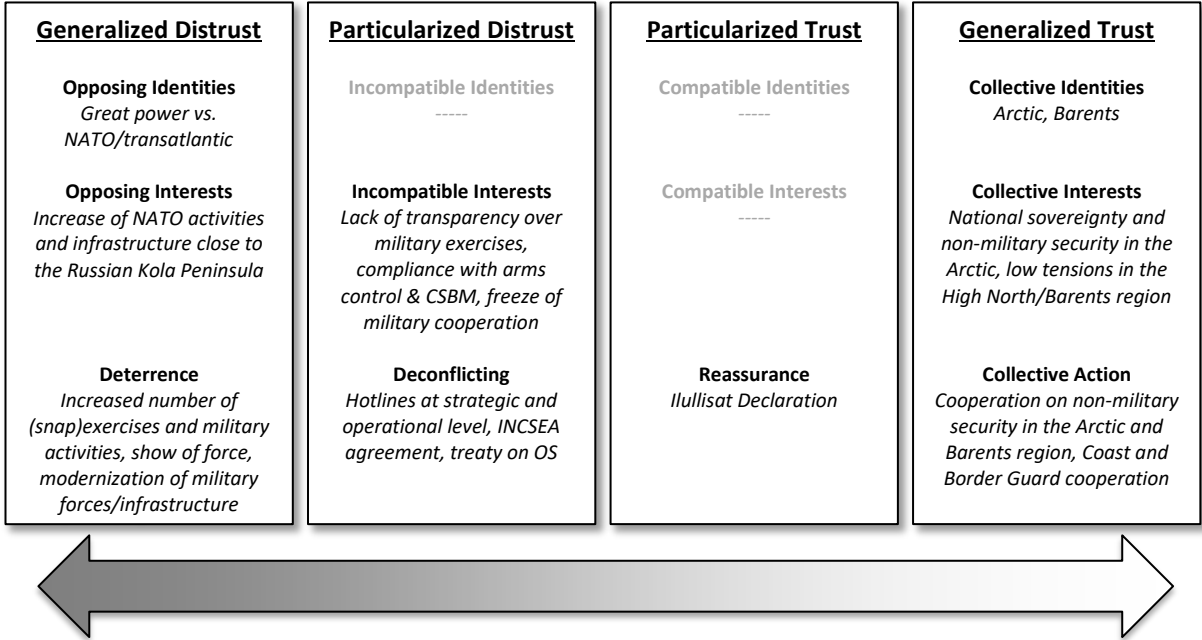 Generalized Distrust
Opposing Identities
Great power vs.
NATO/transatlantic
Opposing Interests
Increase of NATO activities
and infrastructure close to
the Russian Kola Peninsula
Deterrence
Increased number of
(snap)exercises and military
activities, show of force,
modernization of military
forces/infrastructure
Particularized Distrust
Incompatible Identities
-----
Incompatible Interests
Lack of transparency over
military exercises,
compliance with arms
control & CSBM, freeze of
military cooperation
Deconflicting
Hotlines at strategic and
operational level, INCSEA
agreement, treaty on OS
Particularized Trust
Compatible Identities
-----
Compatible Interests
-----
Reassurance
Ilullisat Declaration
Generalized Trust
Collective Identities
Arctic, Barents
Collective Interests
National sovereignty and
non-military security in the
Arctic, low tensions in the
High North/Barents region
Collective Action
Cooperation on non-military
security in the Arctic and
Barents region, Coast and
Border Guard cooperation